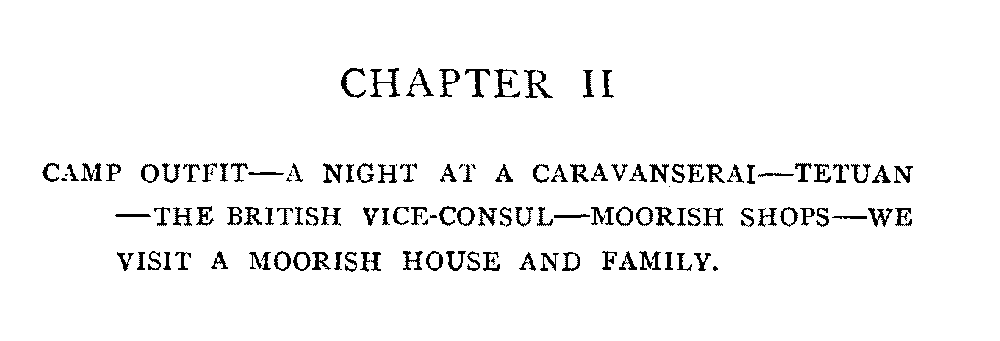 CHAPTER II
CAMP OUTFIT—A NIGHT AT A CARAVANSERAI—TETUAN
—THE BRITISH VICE-CONSUL—MOORISH SHOPS—WE
VISIT A MOORISH HOUSE AND FAMILY.